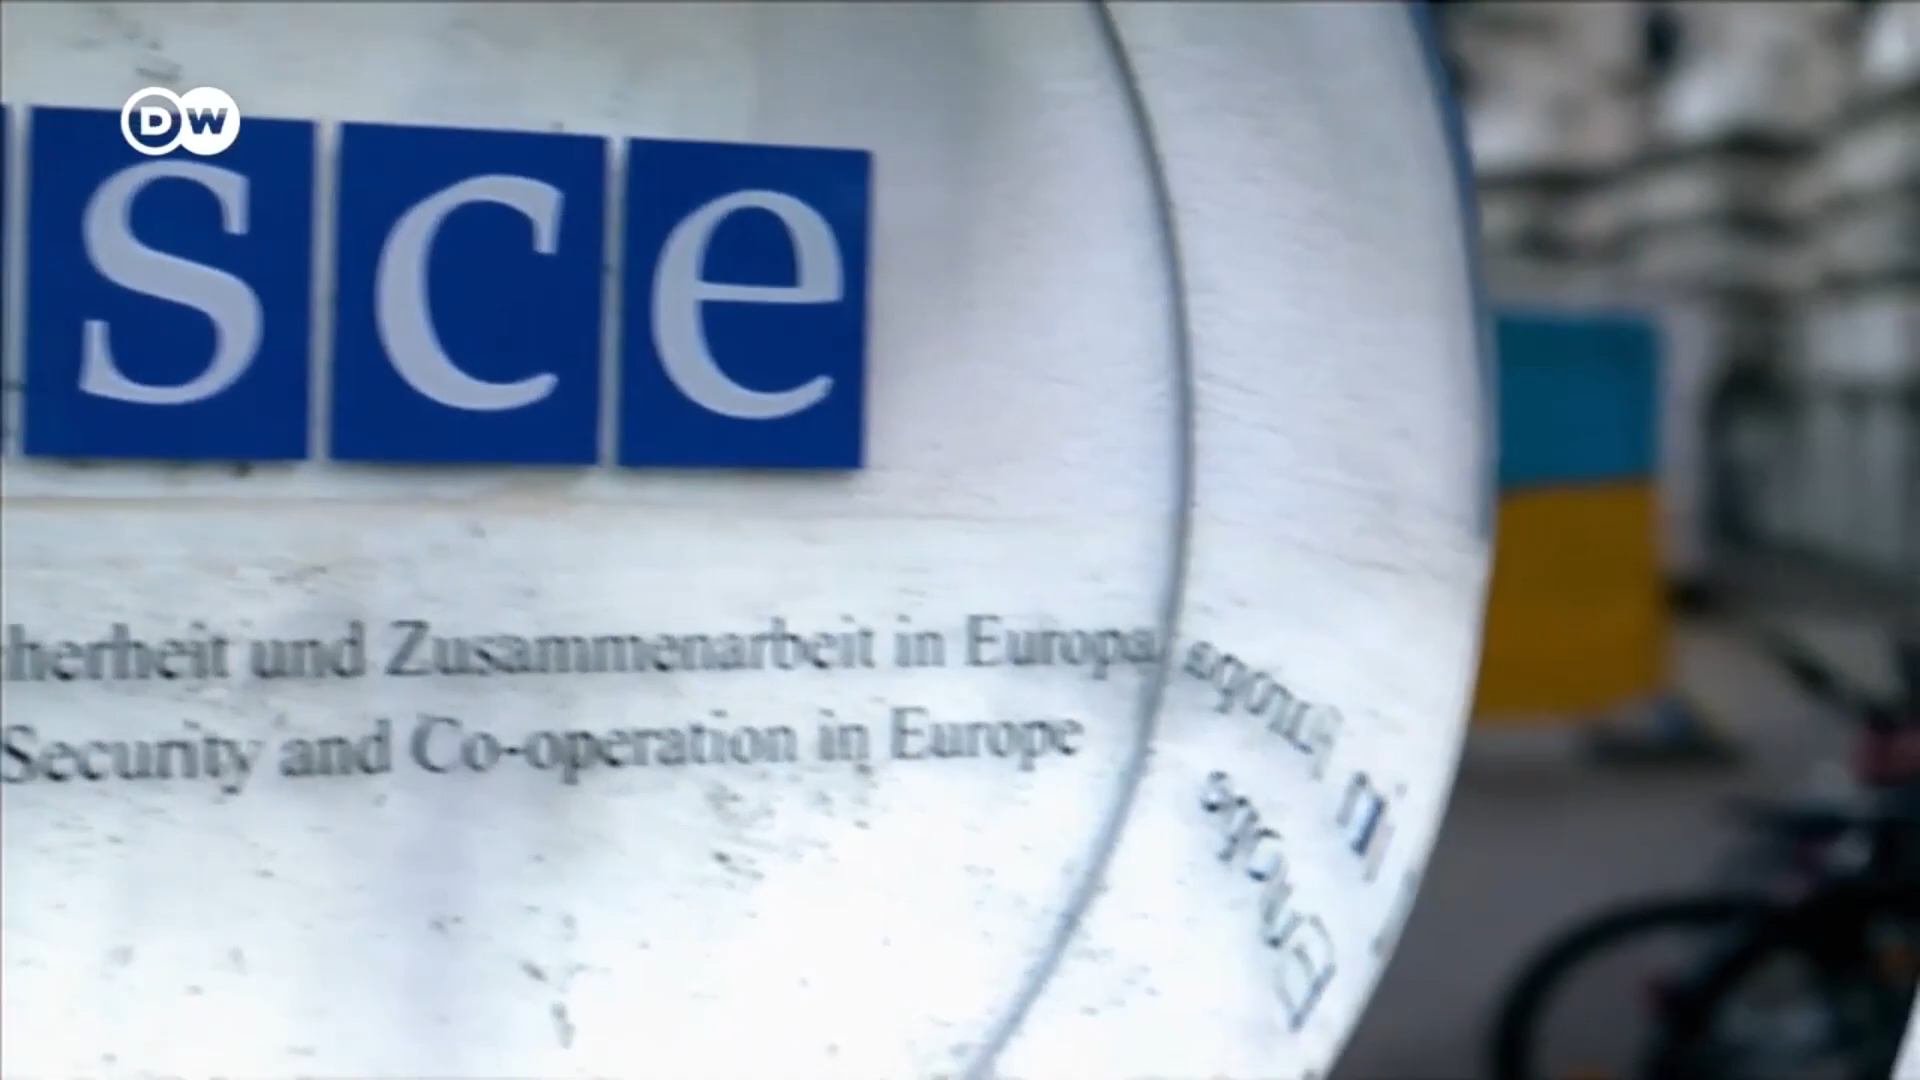 DW
sce
herheit und Zusammenarbeit in Europa
Security and Co-operation in Europe